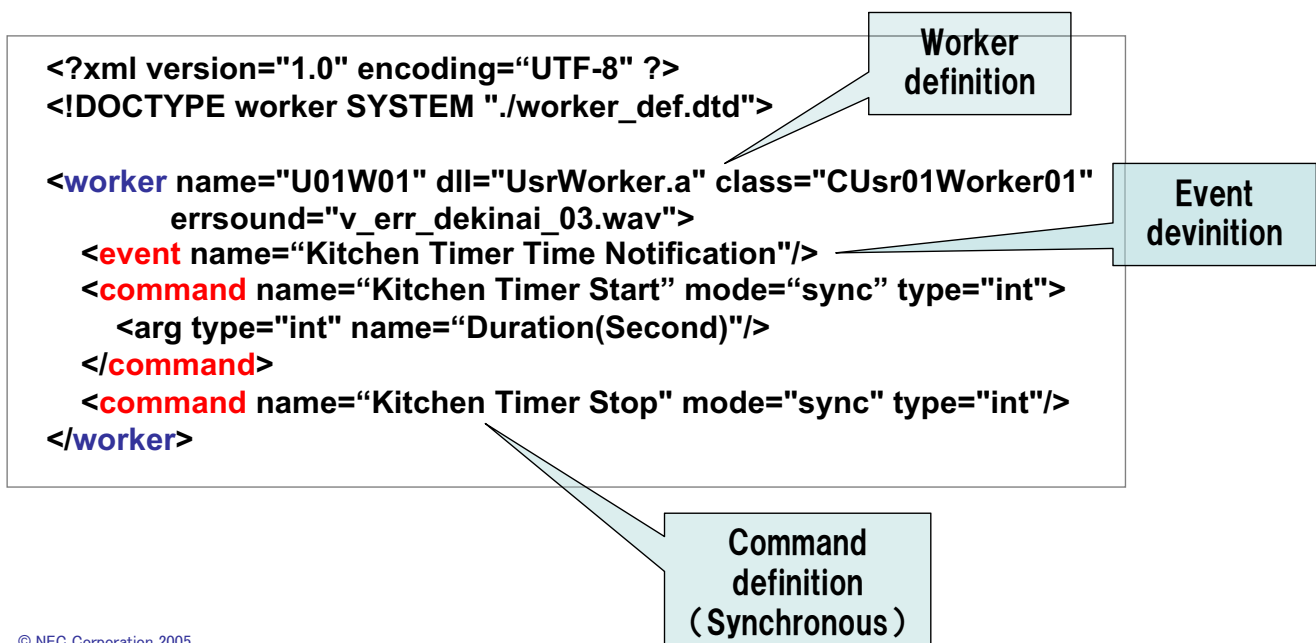 Worker
definition
<?xml version="1.0" encoding=“UTF-8" ?>
<!DOCTYPE worker SYSTEM "./worker_def.dtd">
<worker name="U01W01" dll="UsrWorker.a" class="CUsr01Worker01"
errsound="v_err_dekinai_03.wav">
<event name=“Kitchen Timer Time Notification"/>
<command name=“Kitchen Timer Start” mode=“sync” type="int">
<arg type="int" name=“Duration(Second)"/>
</command>
<command name=“Kitchen Timer Stop" mode="sync" type="int"/>
</worker>
Event
devinition
Command
definition
（Synchronous）
© NEC Corporation 2005